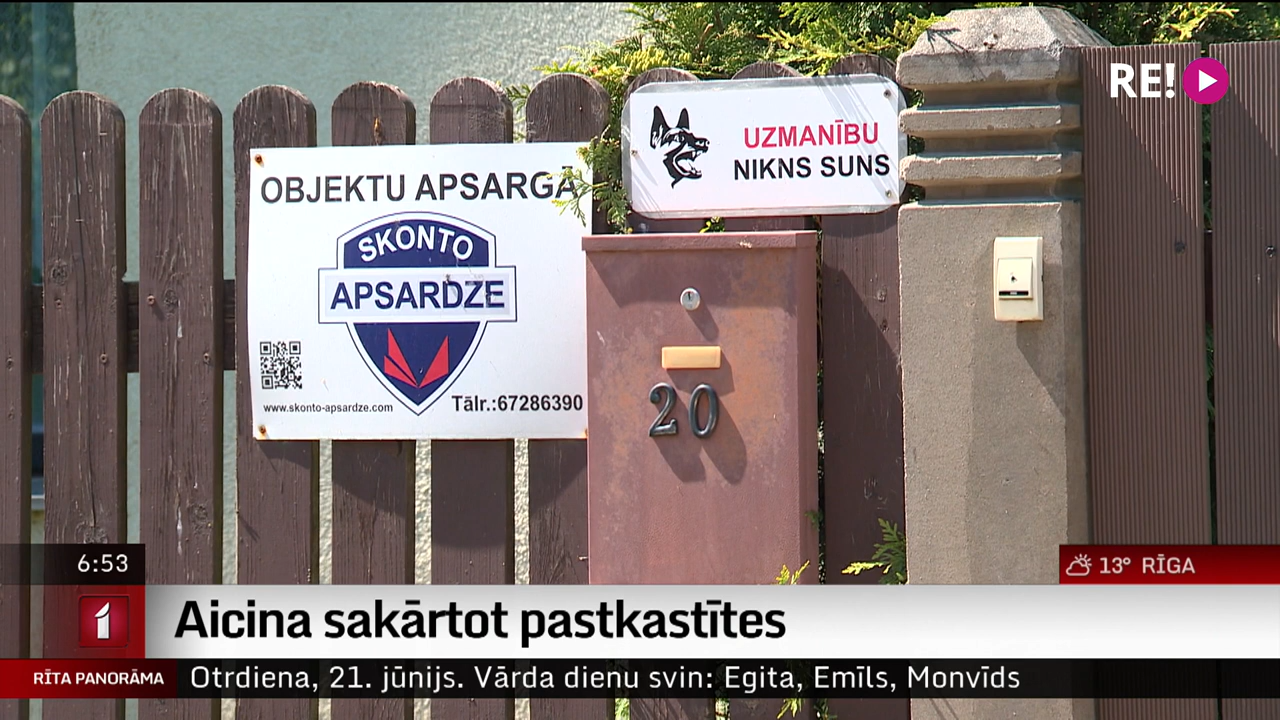 RE!
UZMANĪBU
NIKNS SUNS
OBJEKTU APSARGĀ
SKONTO
APSARDZE
www.skonto-apsardze.com
Tālr.:67286390
20
6:53
13° RĪGA
1
Aicina sakārtot pastkastītes
RĪTA PANORĀMA
Otrdiena, 21. jūnijs. Vārda dienu svin: Egita, Emīls, Monvīds